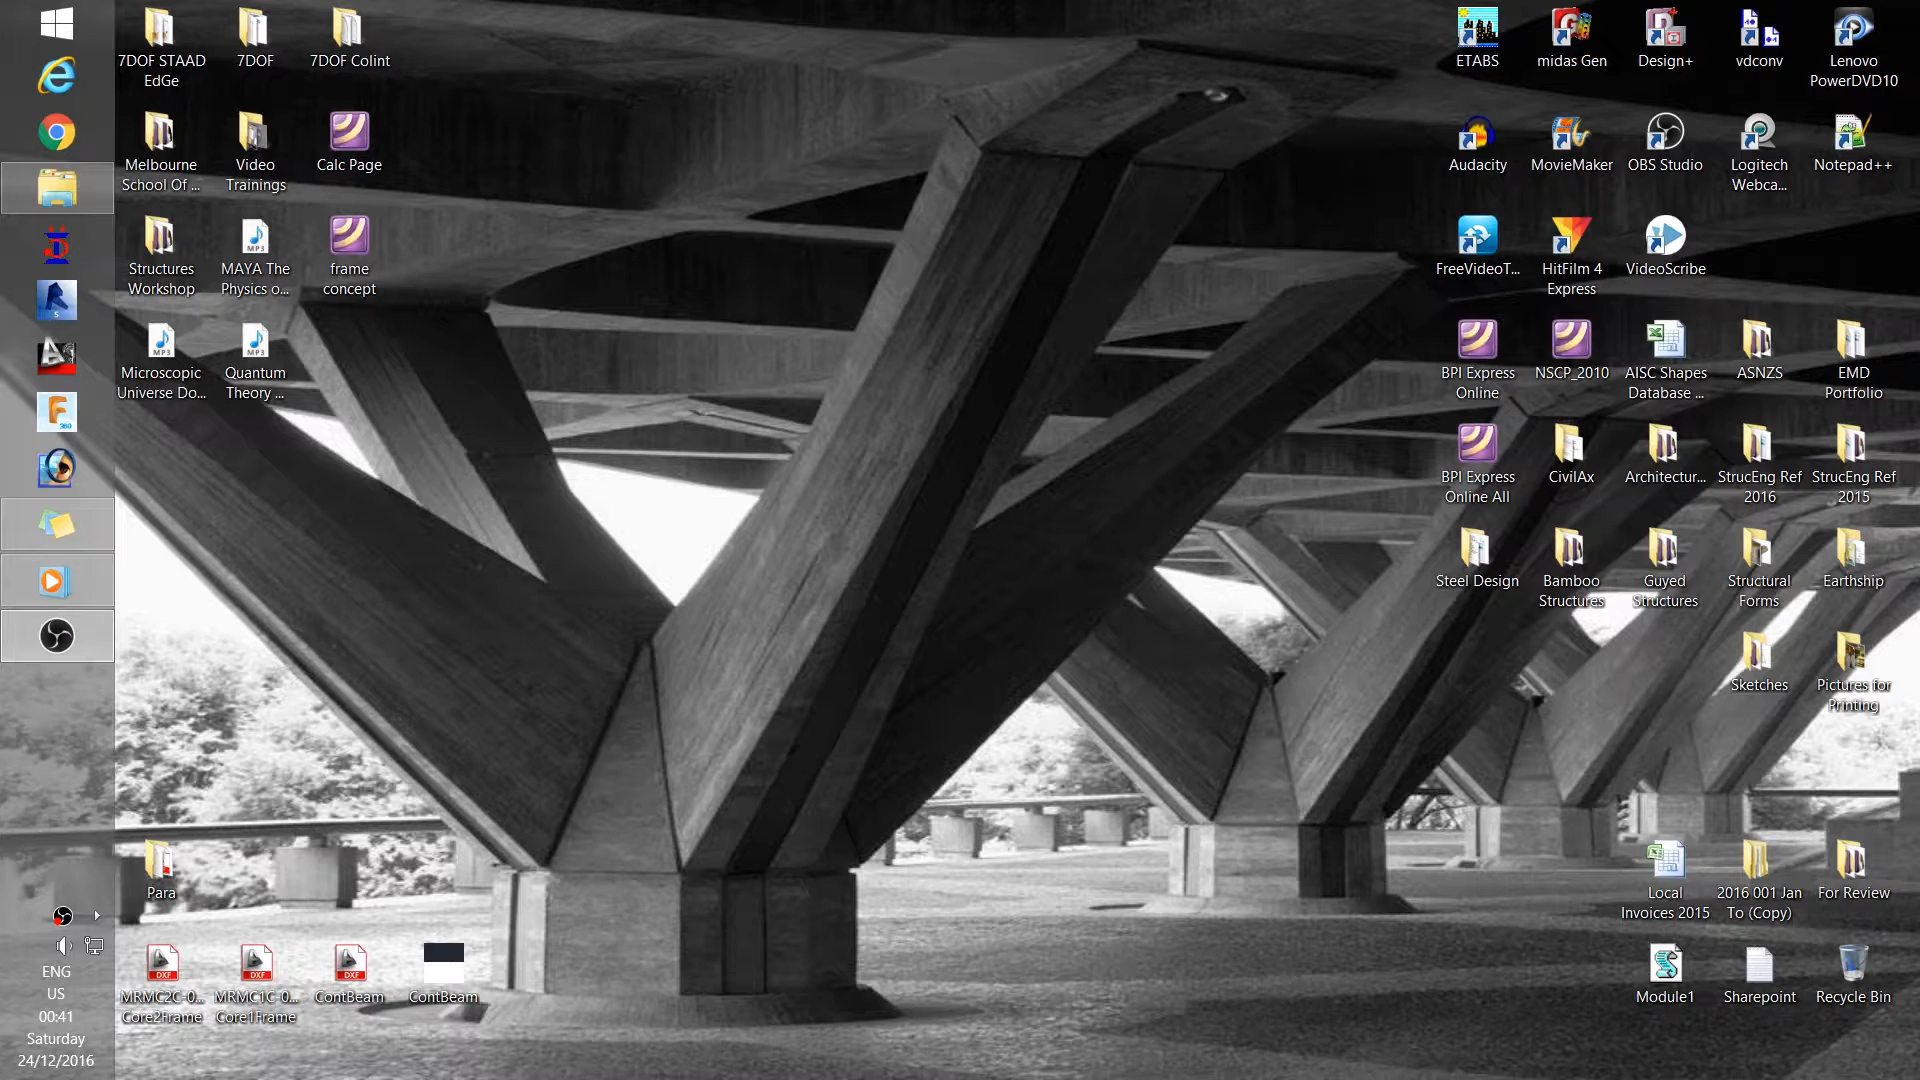 7DOF STAAD
EdGe
7DOF
7DOF Colint
ETABS
midas Gen
Design+
vdconv
Lenovo
PowerDVD10
Melbourne
School Of ...
Video
Trainings
Calc Page
Audacity
MovieMaker
OBS Studio
Logitech
Webca...
Notepad++
Structures
Workshop
MAYA The
Physics o...
frame
concept
FreeVideoT...
HitFilm 4
Express
VideoScribe
Microscopic
Universe Do...
Quantum
Theory ...
BPI Express
Online
NSCP_2010
AISC Shapes
Database ...
ASNZS
EMD
Portfolio
BPI Express
Online All
CivilAx
Architectur...
StrucEng Ref
2016
StrucEng Ref
2015
Steel Design
Bamboo
Structures
Guyed
Structures
Structural
Forms
Earthship
Sketches
Pictures for
Printing
Para
Local
Invoices 2015
2016 001 Jan
To (Copy)
For Review
MRMC2C-0...
Core2Frame
MRMC1C-0...
Core1Frame
ContBeam
ContBeam
Module1
Sharepoint
Recycle Bin
ENG
US
00:41
Saturday
24/12/2016